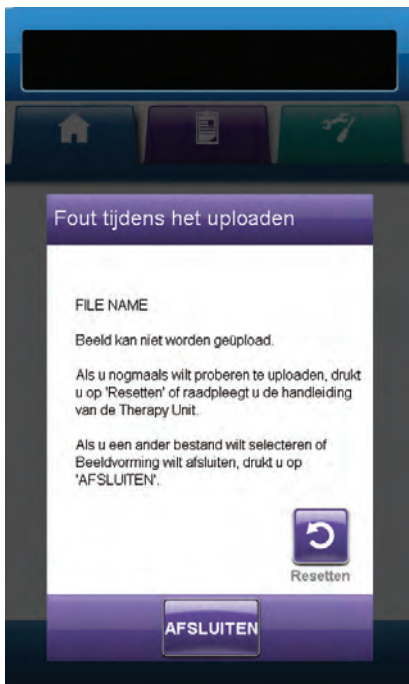 Fout tijdens het uploaden
FILE NAME
Beeld kan niet worden geüpload.
Als u nogmaals wilt proberen te uploaden, drukt
u op 'Resetten' of raadpleegt u de handleiding
van de Therapy Unit.
Als u een ander bestand wilt selecteren of
Beeldvorming wilt afsluiten, drukt u op
'AFSLUITEN'.
Resetten
AFSLUITEN